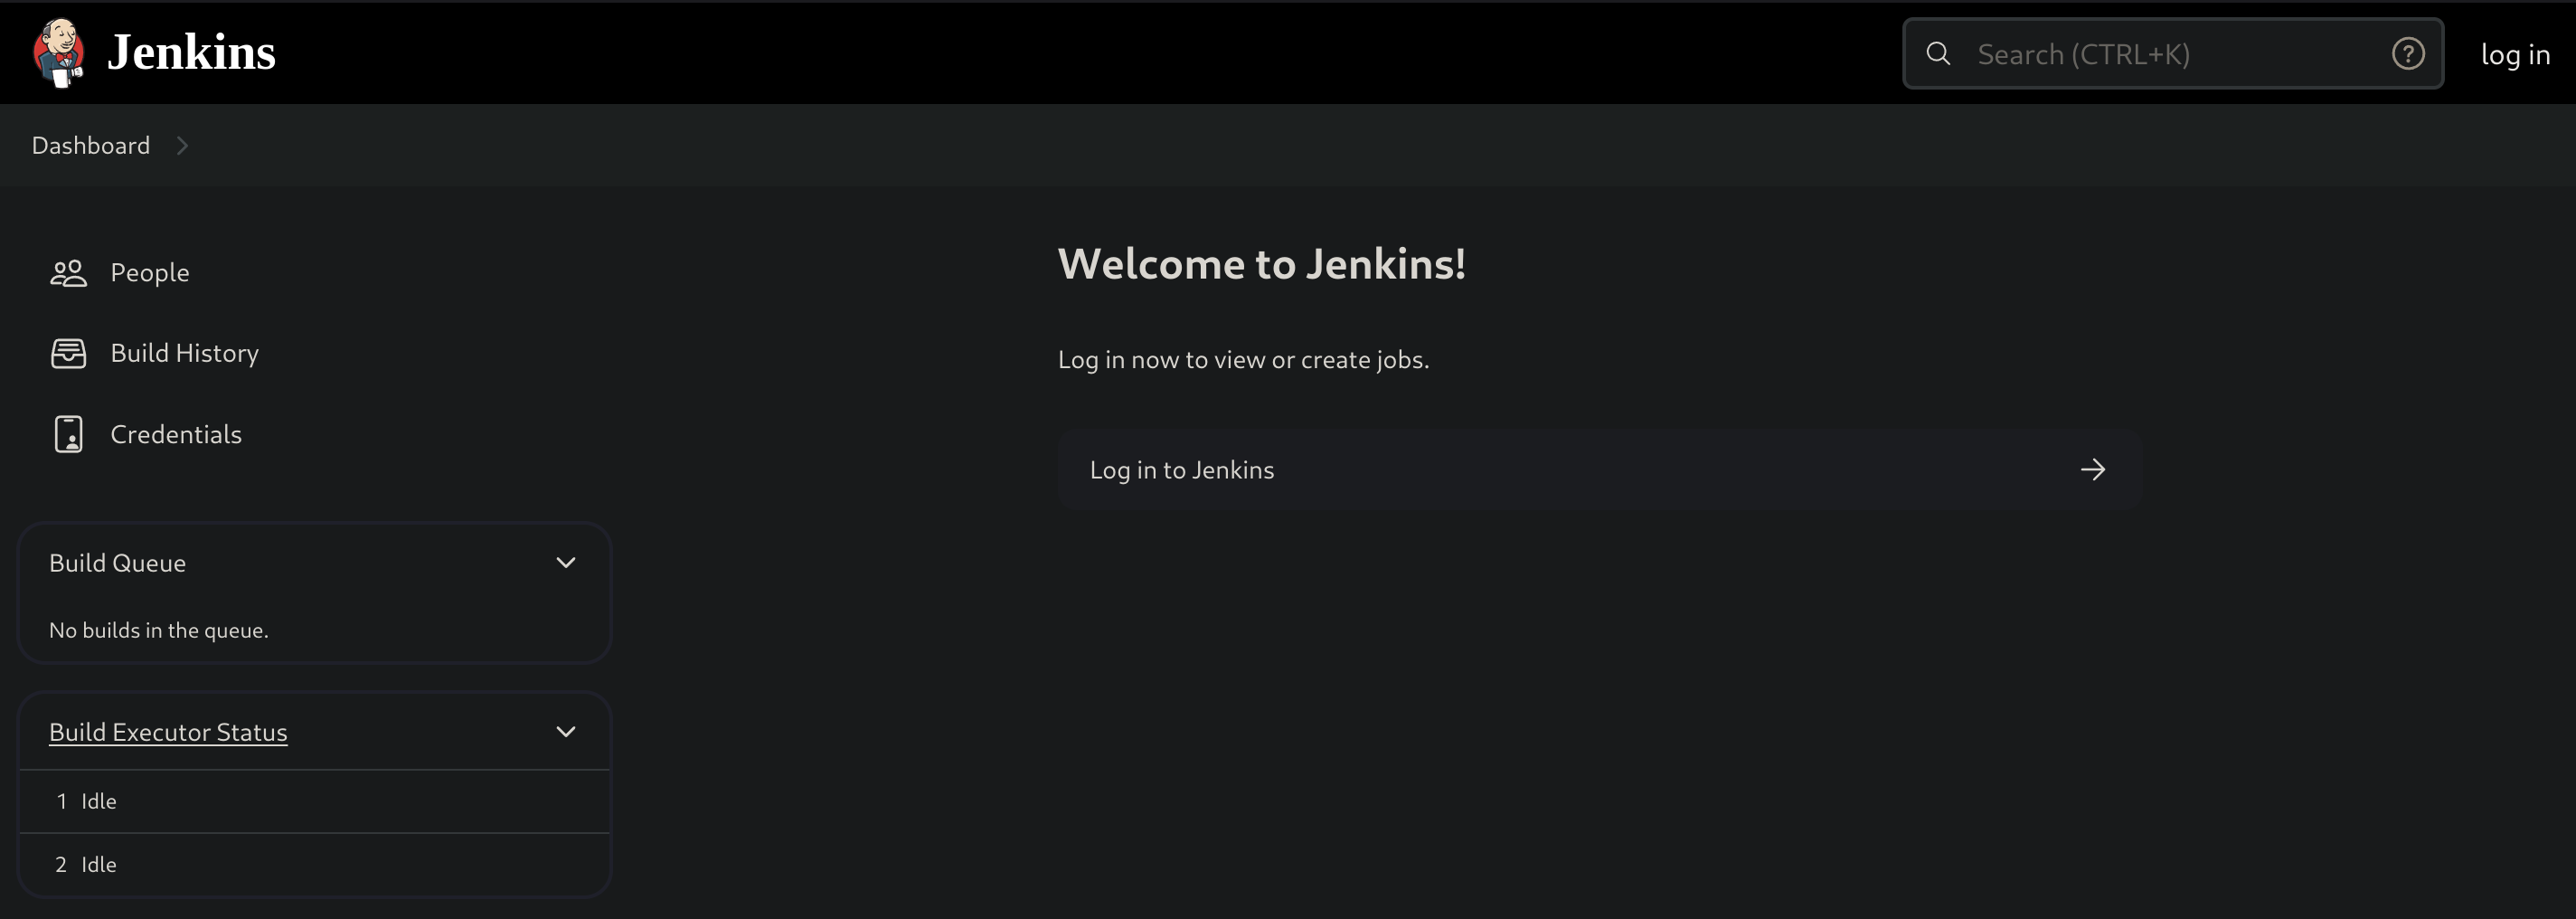 Jenkins
Search (CTRL+K)
log in
Dashboard
People
Build History
Credentials
Build Queue
No builds in the queue.
Build Executor Status
1 Idle
2 Idle
Welcome to Jenkins!
Log in now to view or create jobs.
Log in to Jenkins